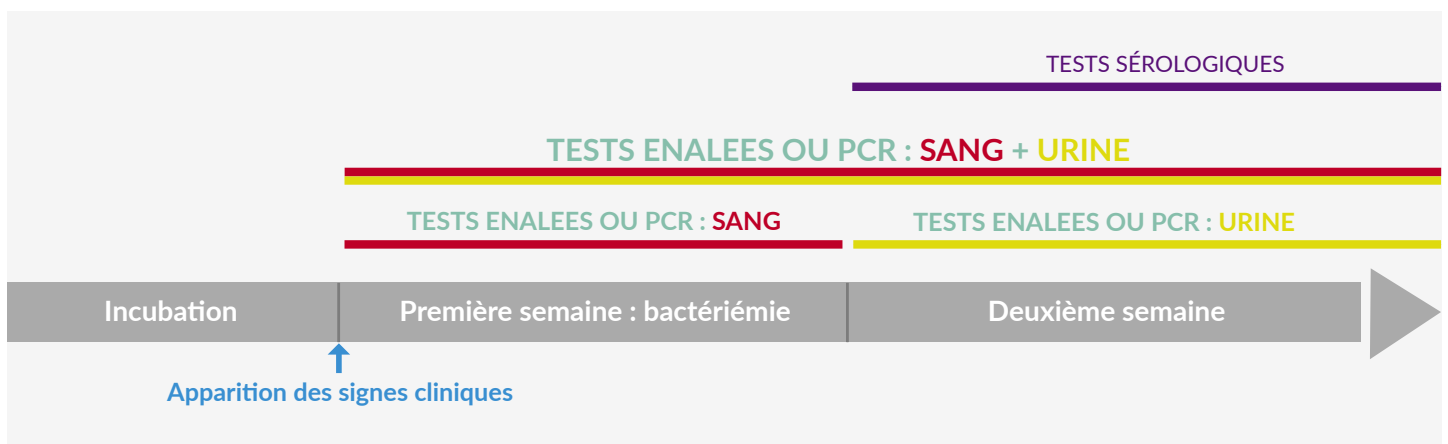 TESTS SÉROLOGIQUES
TESTS ENALEES OU PCR : SANG + URINE
TESTS ENALEES OU PCR : SANG
TESTS ENALEES OU PCR : URINE
Incubation
Première semaine : bactériémie
Deuxième semaine
Apparition des signes cliniques